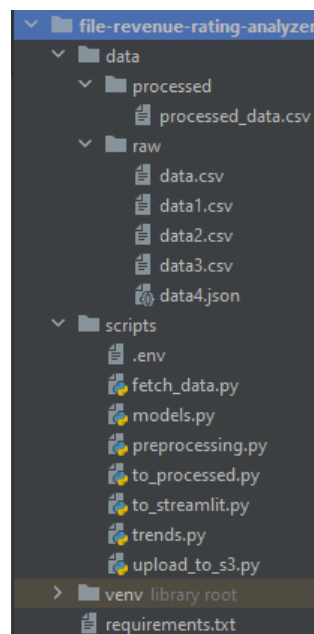 file-revenue-rating-analyzer
data
processed
processed_data.csv
raw
data.csv
data1.csv
data2.csv
data3.csv
data4.json
scripts
.env
fetch_data.py
models.py
preprocessing.py
to_processed.py
to_streamlit.py
trends.py
upload_to_s3.py
venv library root
requirements.txt